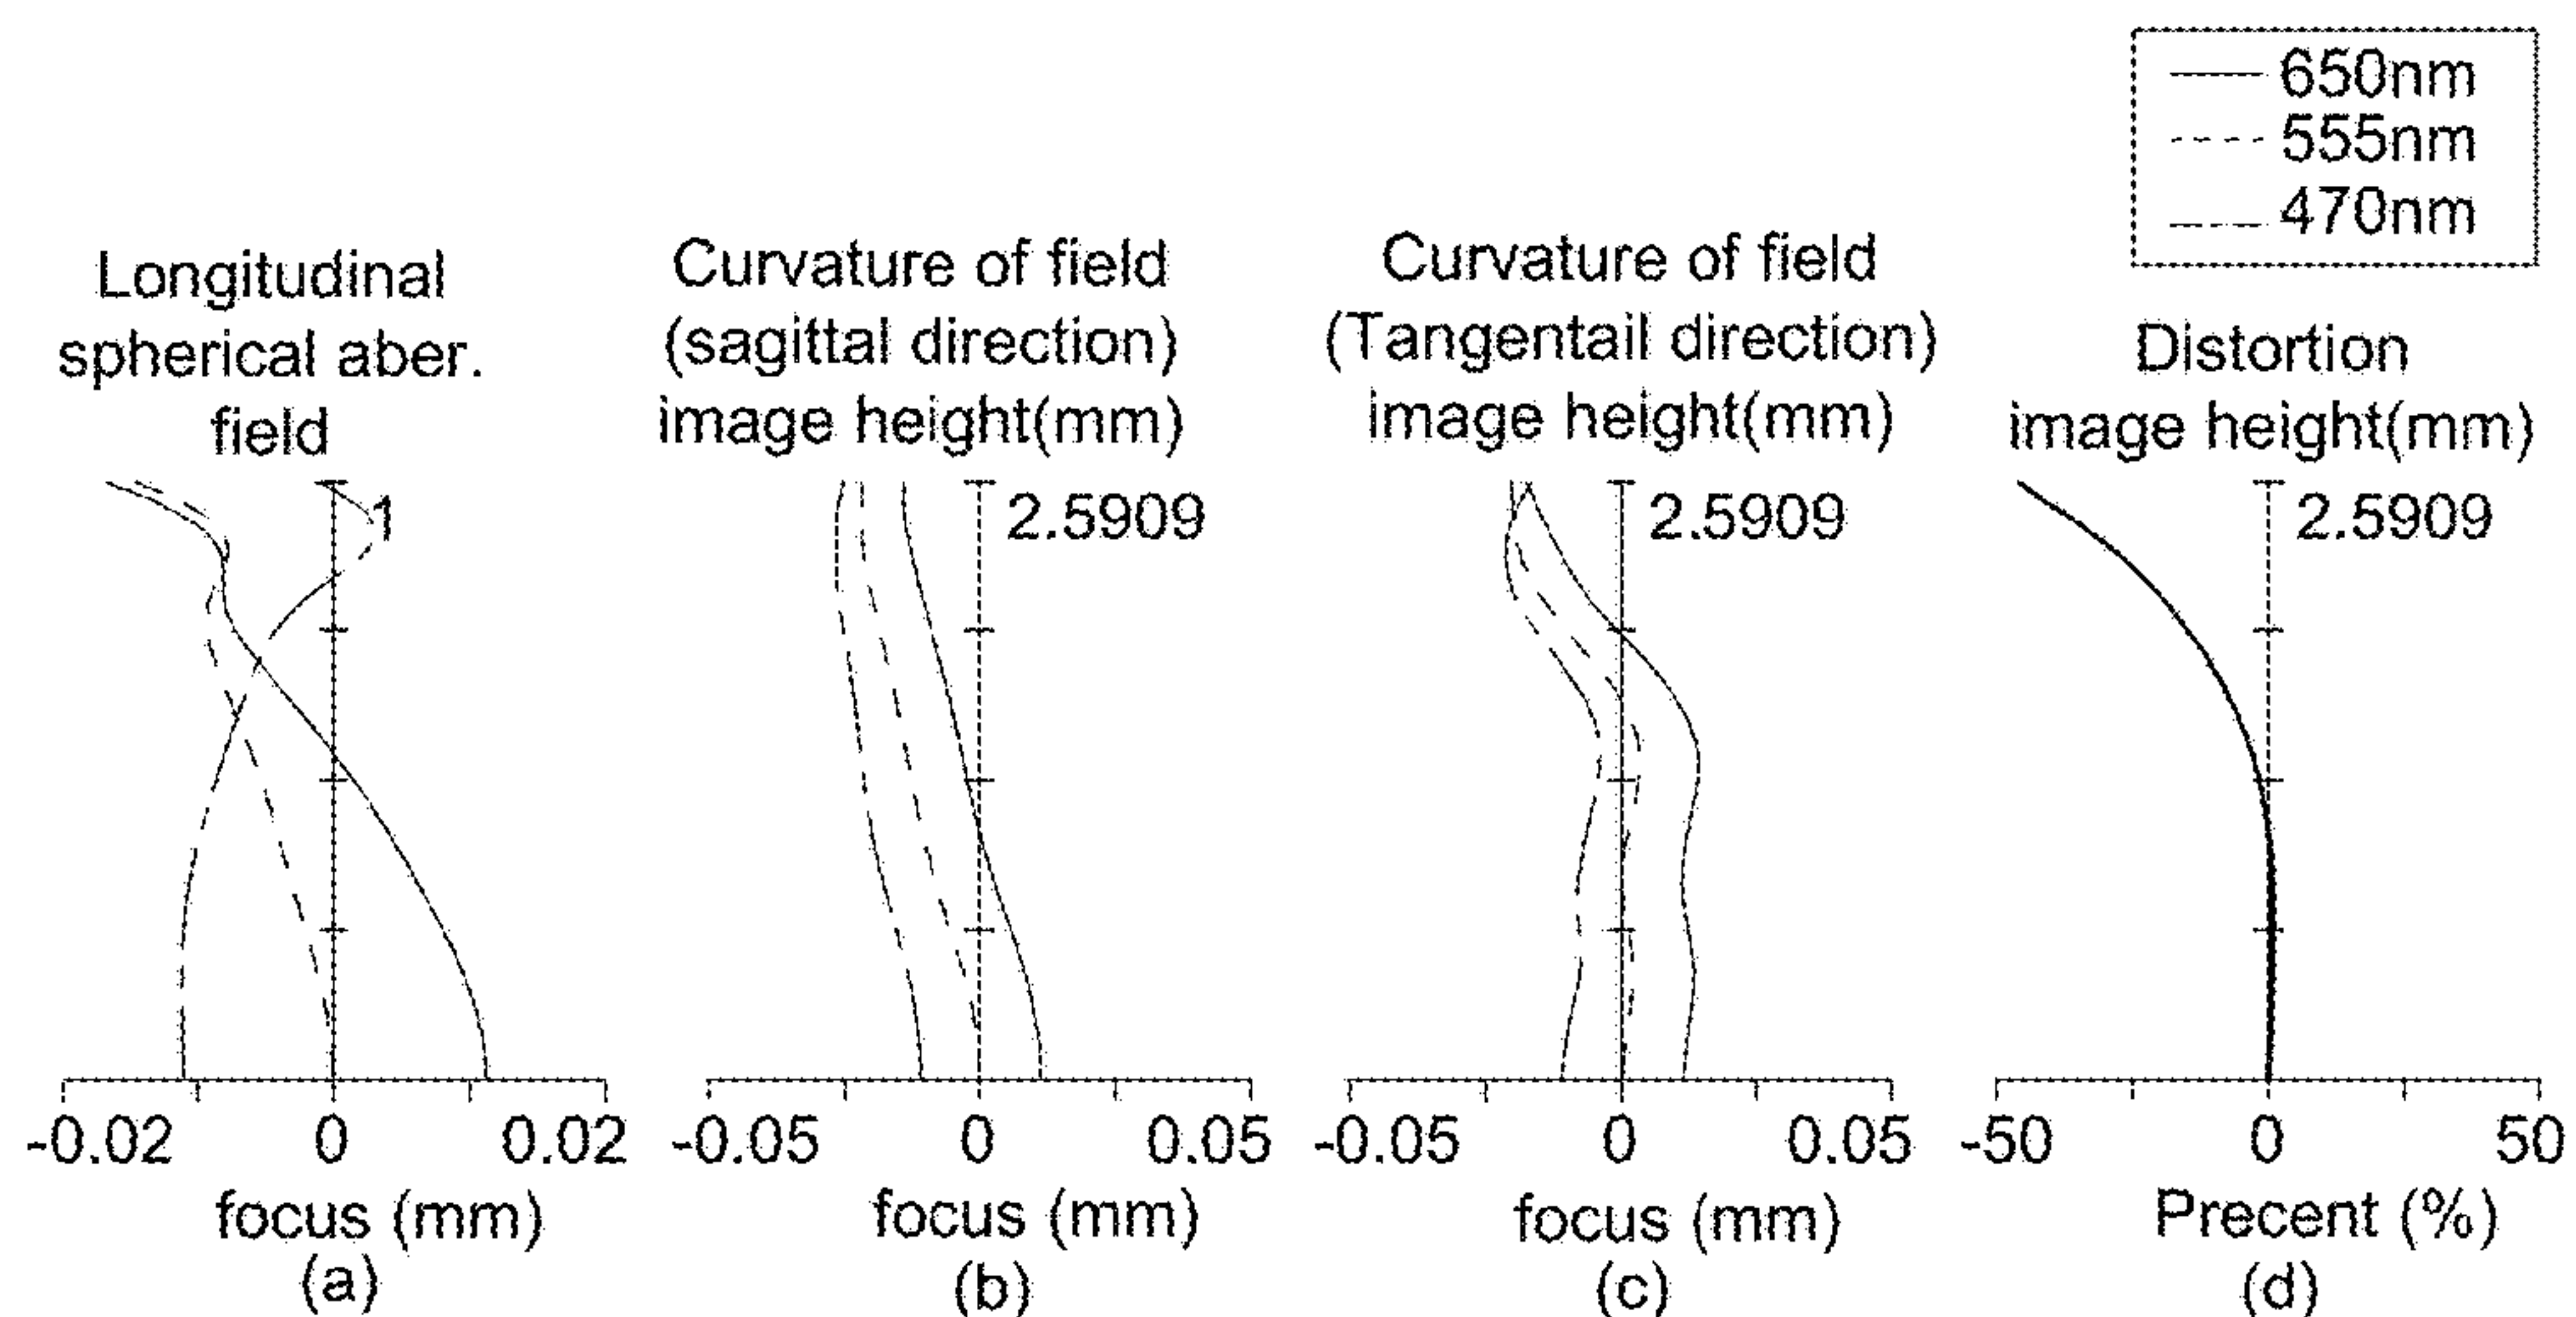 650nm
555nm
470nm
Longitudinal
spherical aber.
field
1
-0.02 0 0.02
focus (mm)
(a)
Curvature of field
(sagittal direction)
image height(mm)
2.5909
-0.05 0 0.05
focus (mm)
(b)
Curvature of field
(Tangentail direction)
image height(mm)
2.5909
-0.05 0 0.05
focus (mm)
(c)
Distortion
image height(mm)
2.5909
-50 0 50
Precent (%)
(d)